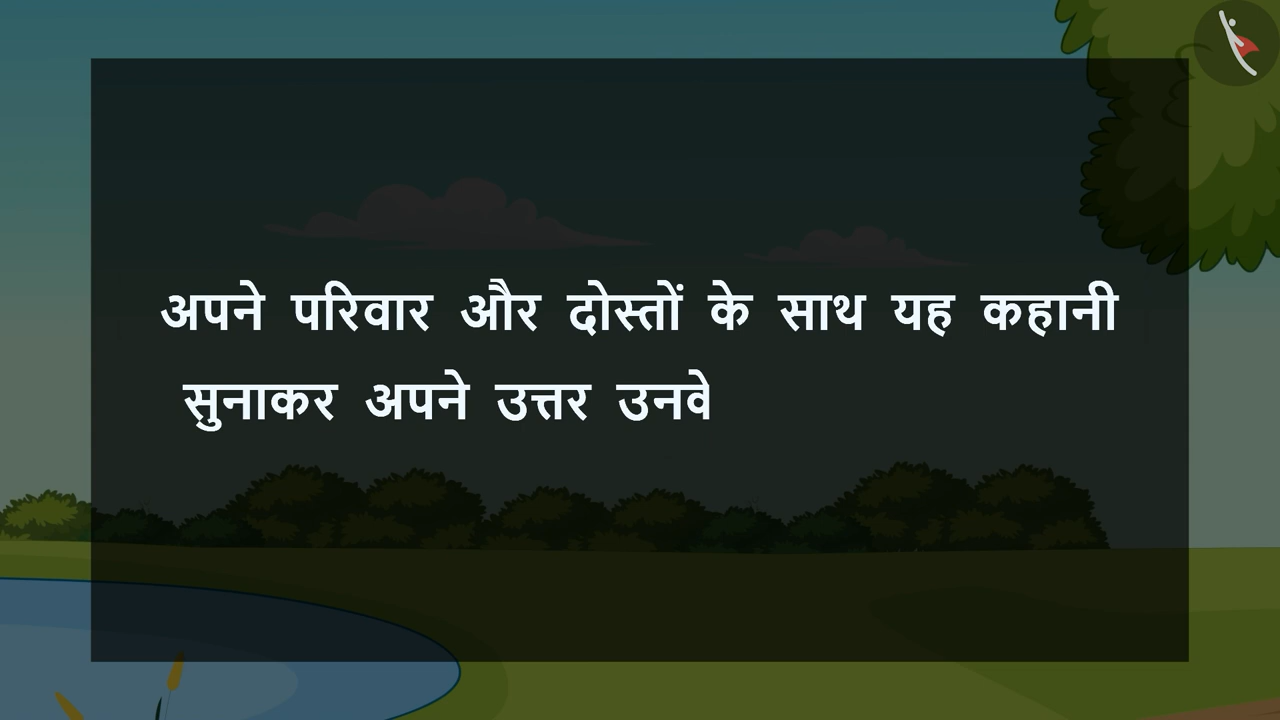 अपने परिवार और दोस्तों के साथ यह कहानी
सुनाकर अपने उत्तर उनवे